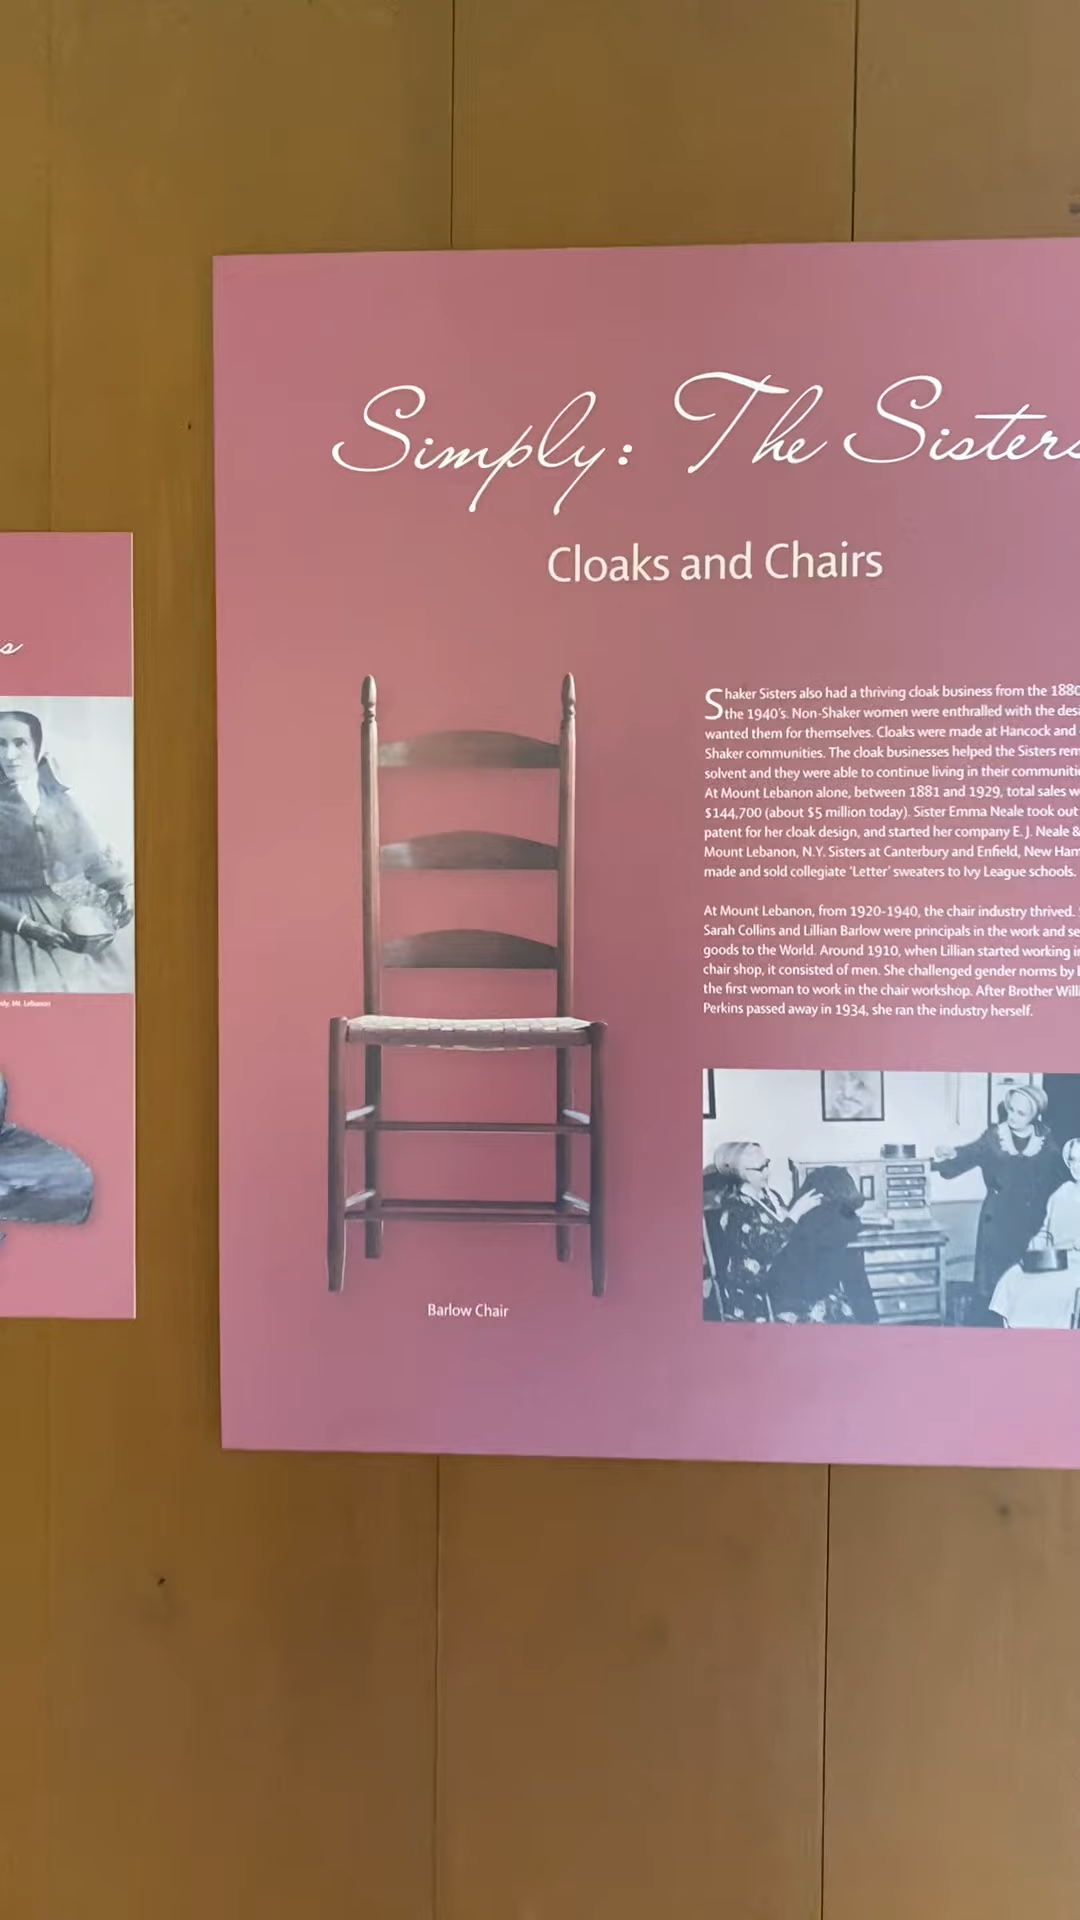 s
dy, Mt. Lebanon
Simply: The Sisters
Cloaks and Chairs
Shaker Sisters also had a thriving cloak business from the 1880
the 1940's. Non-Shaker women were enthralled with the desi
wanted them for themselves. Cloaks were made at Hancock and
Shaker communities. The cloak businesses helped the Sisters rem
solvent and they were able to continue living in their communitie
At Mount Lebanon alone, between 1881 and 1929, total sales we
$144,700 (about $5 million today). Sister Emma Neale took out
patent for her cloak design, and started her company E. J. Neale &
Mount Lebanon, N.Y. Sisters at Canterbury and Enfield, New Ham
made and sold collegiate 'Letter' sweaters to Ivy League schools.
At Mount Lebanon, from 1920-1940, the chair industry thrived.
Sarah Collins and Lillian Barlow were principals in the work and se
goods to the World. Around 1910, when Lillian started working in
chair shop, it consisted of men. She challenged gender norms by
the first woman to work in the chair workshop. After Brother Willi
Perkins passed away in 1934, she ran the industry herself.
Barlow Chair